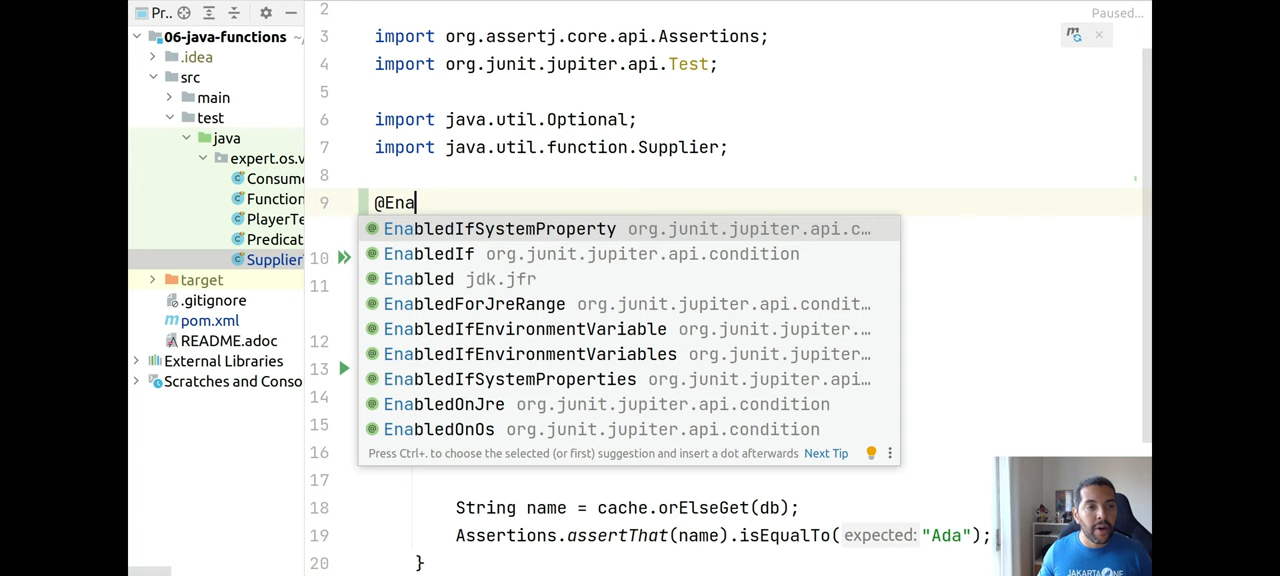 Pr..
06-java-functions ~/
.idea
src
main
test
java
expert.os.v
Consume
Function
PlayerTe
Predicat
Supplier
target
.gitignore
pom.xml
README.adoc
External Libraries
Scratches and Conso
Paused...
2
3 import org.assertj.core.api.Assertions;
4 import org.junit.jupiter.api.Test;
5
6 import java.util.Optional;
7 import java.util.function.Supplier;
8
9 @Ena
EnabledIfSystemProperty org.junit.jupiter.api.c...
10 EnabledIf org.junit.jupiter.api.condition
11 Enabled jdk.jfr
EnabledForJreRange org.junit.jupiter.api.condit...
12 EnabledIfEnvironmentVariable org.junit.jupiter....
EnabledIfEnvironmentVariables org.junit.jupiter...
13 EnabledIfSystemProperties org.junit.jupiter.api...
14 EnabledOnJre org.junit.jupiter.api.condition
15 EnabledOnOs org.junit.jupiter.api.condition
16 Press Ctrl+. to choose the selected (or first) suggestion and insert a dot afterwards Next Tip
17
18 String name = cache.orElseGet(db);
19 Assertions.assertThat(name).isEqualTo( expected: "Ada");
20 }
JAKARTAONE